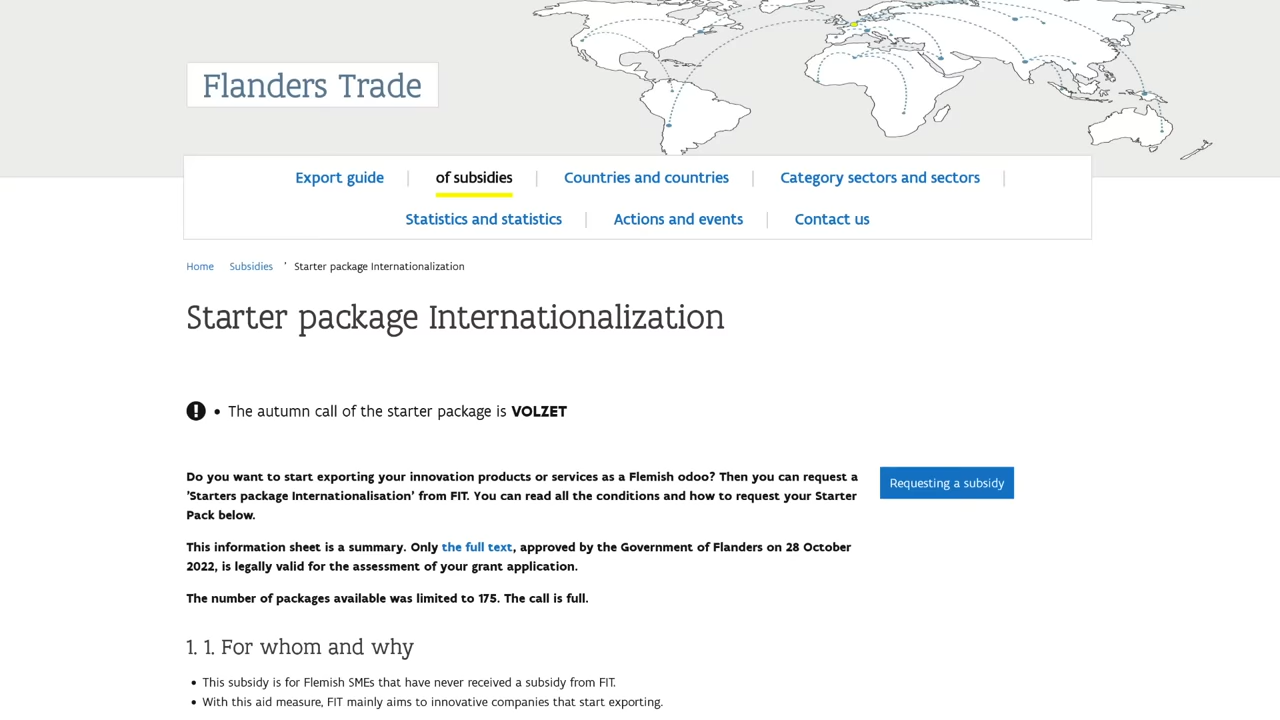 Flanders Trade
Export guide
of subsidies
Countries and countries
Category sectors and sectors
Statistics and statistics
Actions and events
Contact us
Home
Subsidies
Starter package Internationalization
Starter package Internationalization
• The autumn call of the starter package is VOLZET
Do you want to start exporting your innovation products or services as a Flemish odoo? Then you can request a
'Starters package Internationalisation' from FIT. You can read all the conditions and how to request your Starter
Pack below.
Requesting a subsidy
This information sheet is a summary. Only the full text, approved by the Government of Flanders on 28 October
2022, is legally valid for the assessment of your grant application.
The number of packages available was limited to 175. The call is full.
1. 1. For whom and why
• This subsidy is for Flemish SMEs that have never received a subsidy from FIT.
• With this aid measure, FIT mainly aims to innovative companies that start exporting.